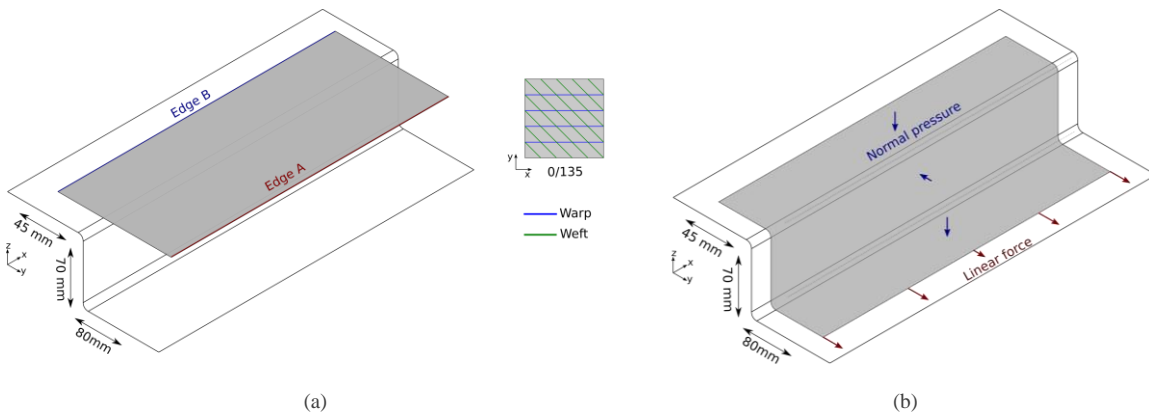 Edge B
Edge A
45 mm
70 mm
80mm
z
x
y
y
x
0/135
Warp
Weft
(a)
Normal pressure
Linear force
45 mm
70 mm
80mm
z
x
y
(b)